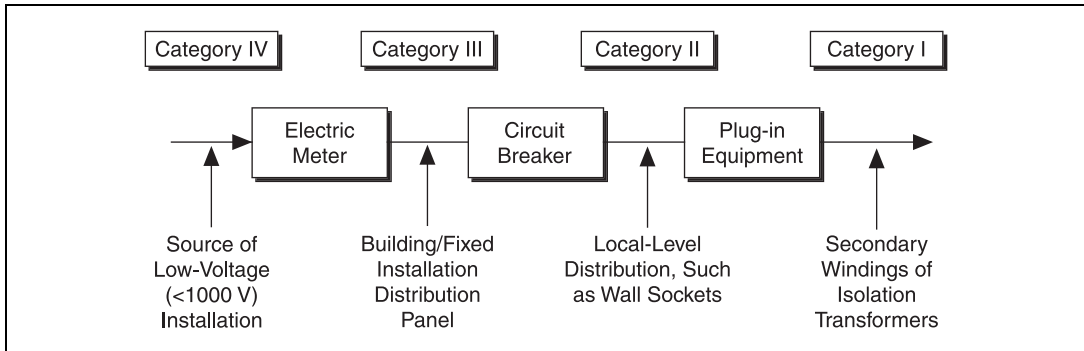 Category IV
Category III
Category II
Category I
Electric
Meter
Circuit
Breaker
Plug-in
Equipment
Source of
Low-Voltage
(<1000 V)
Installation
Building/Fixed
Installation
Distribution
Panel
Local-Level
Distribution, Such
as Wall Sockets
Secondary
Windings of
Isolation
Transformers